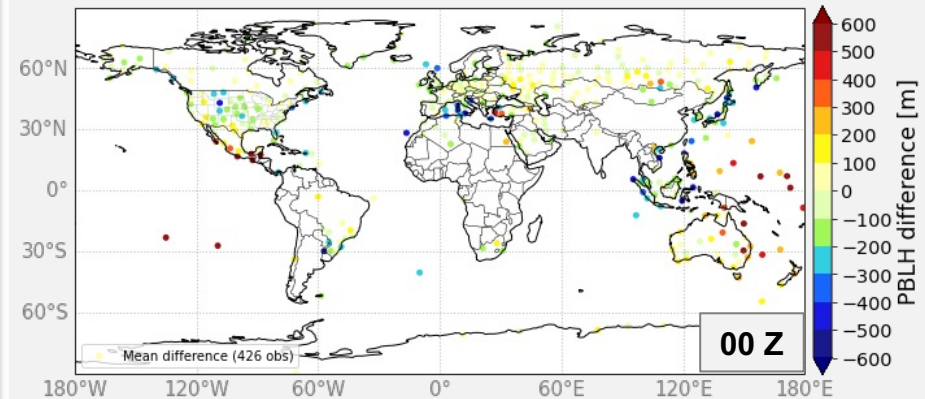 60°N
30°N
0°
30°S
60°S
180°W 120°W 60°W 0° 60°E 120°E 180°E
Mean difference (426 obs)
00 Z
600
500
400
300
200
100
0
−100
−200
−300
−400
−500
−600
PBLH difference [m]